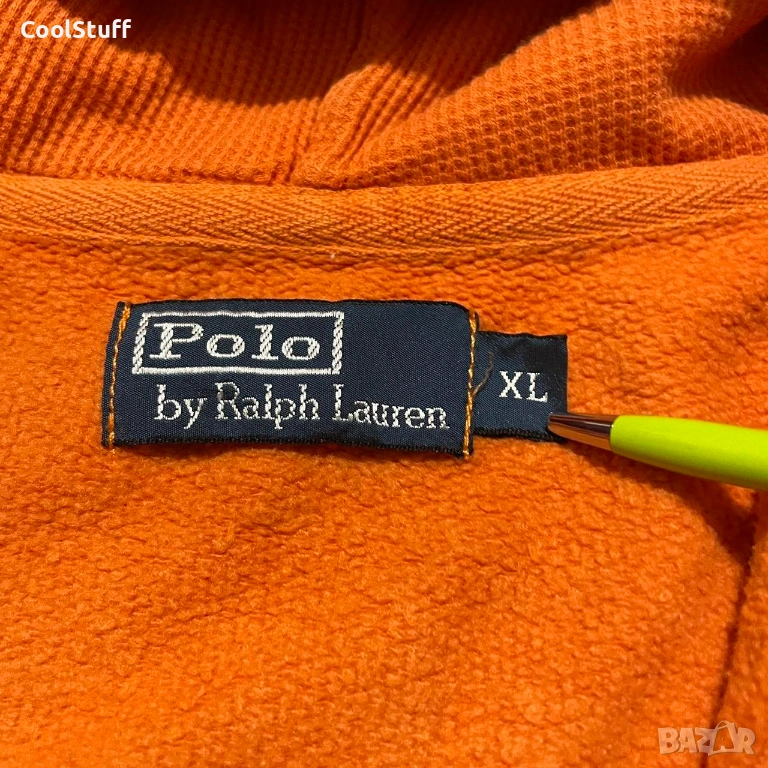 CoolStuff
Polo
by Ralph Lauren
XL
BAZAR